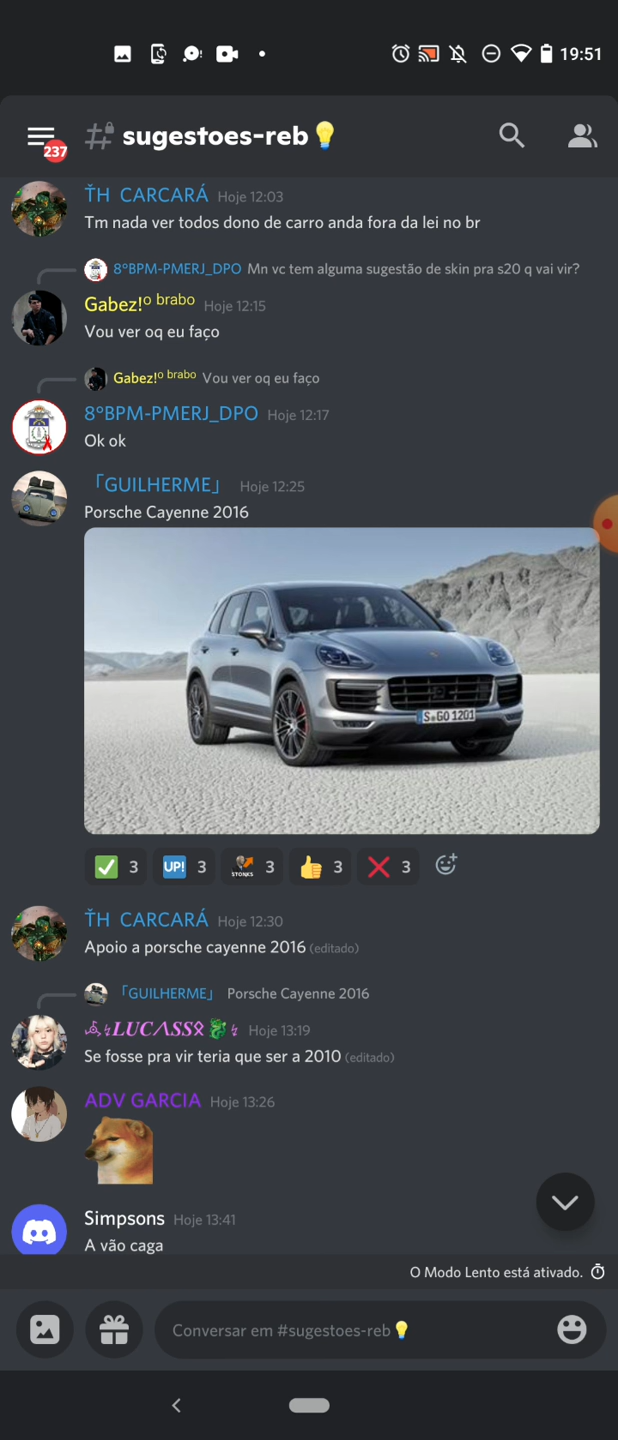 19:51
237
sugestoes-reb💡
ŤH CARCARÁ Hoje 12:03
Tm nada ver todos dono de carro anda fora da lei no br
8°BPM-PMERJ_DPO Mn vc tem alguma sugestão de skin pra s20 q vai vir?
Gabez!ᵒ ᵇʳᵃᵇᵒ Hoje 12:15
Vou ver oq eu faço
Gabez!ᵒ ᵇʳᵃᵇᵒ Vou ver oq eu faço
8°BPM-PMERJ_DPO Hoje 12:17
Ok ok
「GUILHERME」 Hoje 12:25
Porsche Cayenne 2016
S GO 1201
✅ 3 UP! 3 STONKS 3 👍 3 ❌ 3
ŤH CARCARÁ Hoje 12:30
Apoio a porsche cayenne 2016 (editado)
「GUILHERME」 Porsche Cayenne 2016
𝑳𝑼𝑪𝜦𝑺𝑺ᛟ🐉 Hoje 13:19
Se fosse pra vir teria que ser a 2010 (editado)
ADV GARCIA Hoje 13:26
Simpsons Hoje 13:41
A vão caga
O Modo Lento está ativado.
Conversar em #sugestoes-reb💡